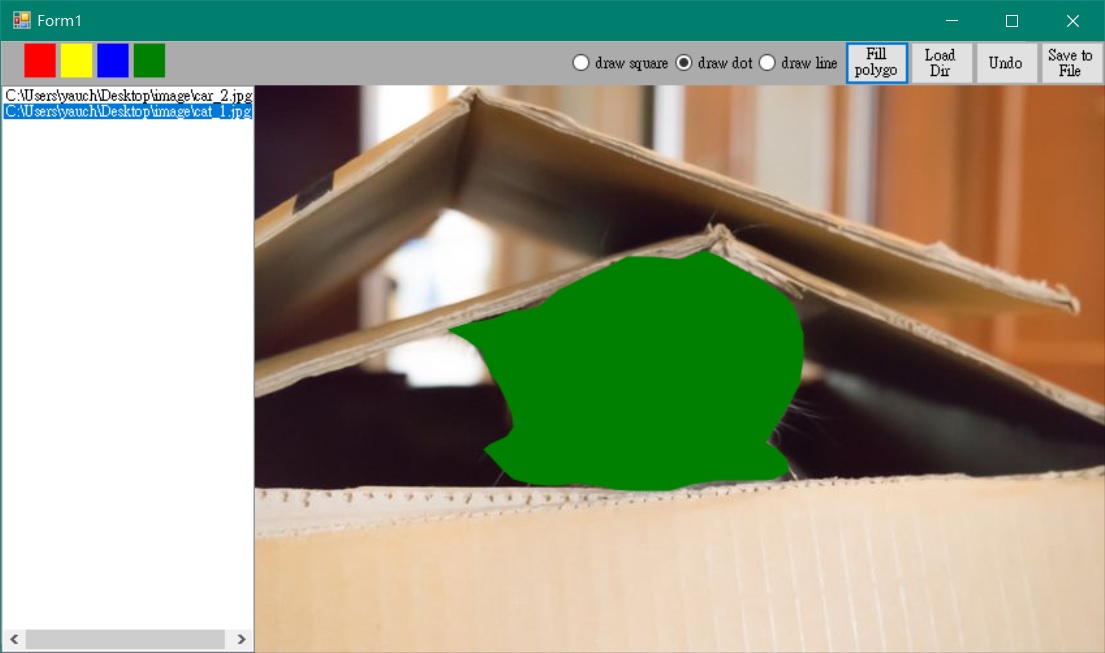 Form1
draw square
draw dot
draw line
Fill
polygo
Load
Dir
Undo
Save to
File
C:\Users\yauch\Desktop\image\car_2.jpg
C:\Users\yauch\Desktop\image\cat_1.jpg